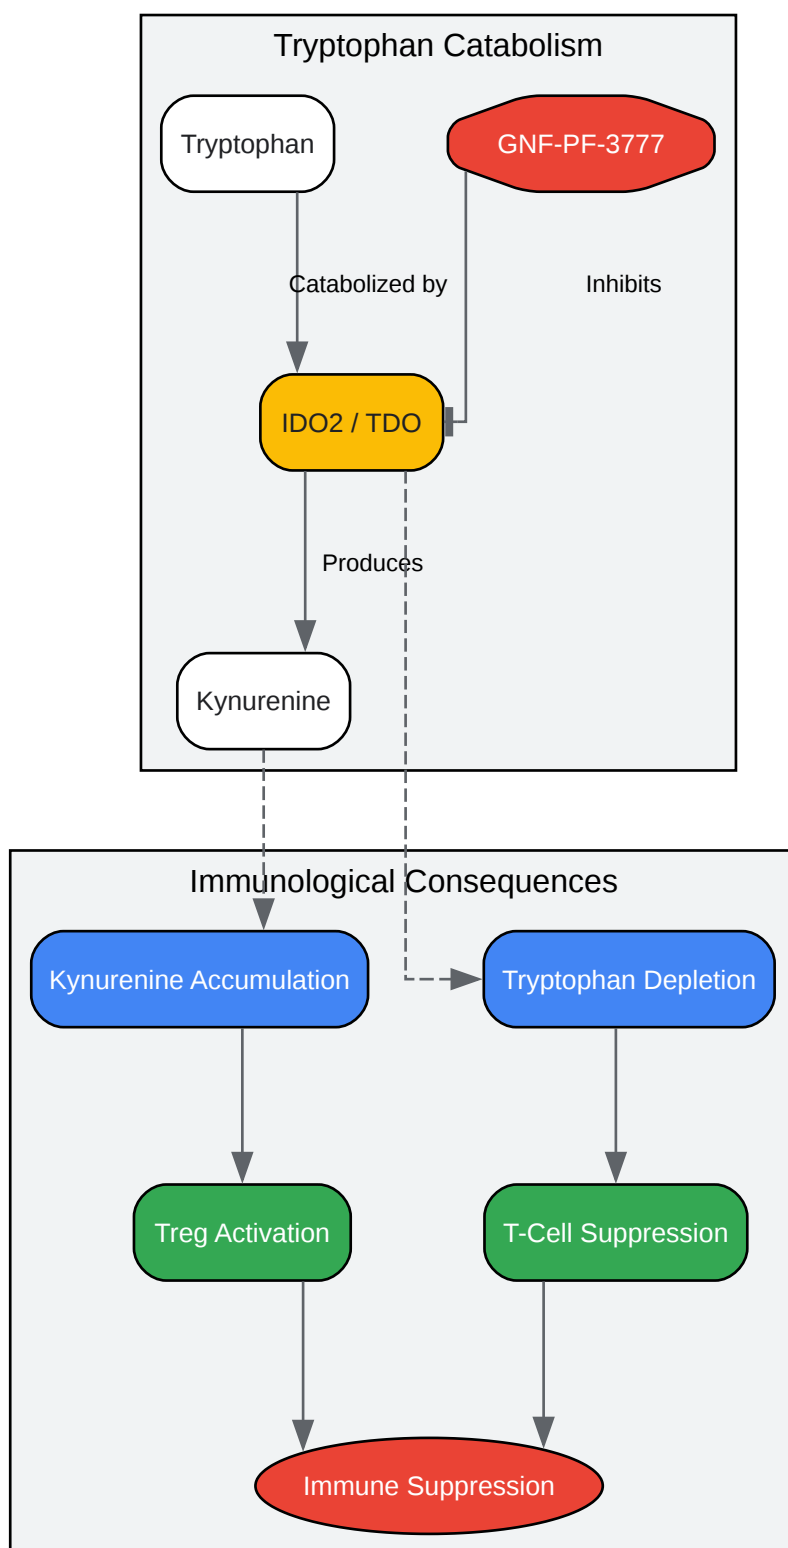 Tryptophan Catabolism
Tryptophan
GNF-PF-3777
Catabolized by
Inhibits
IDO2 / TDO
Produces
Kynurenine
Immunological Consequences
Kynurenine Accumulation
Tryptophan Depletion
Treg Activation
T-Cell Suppression
Immune Suppression